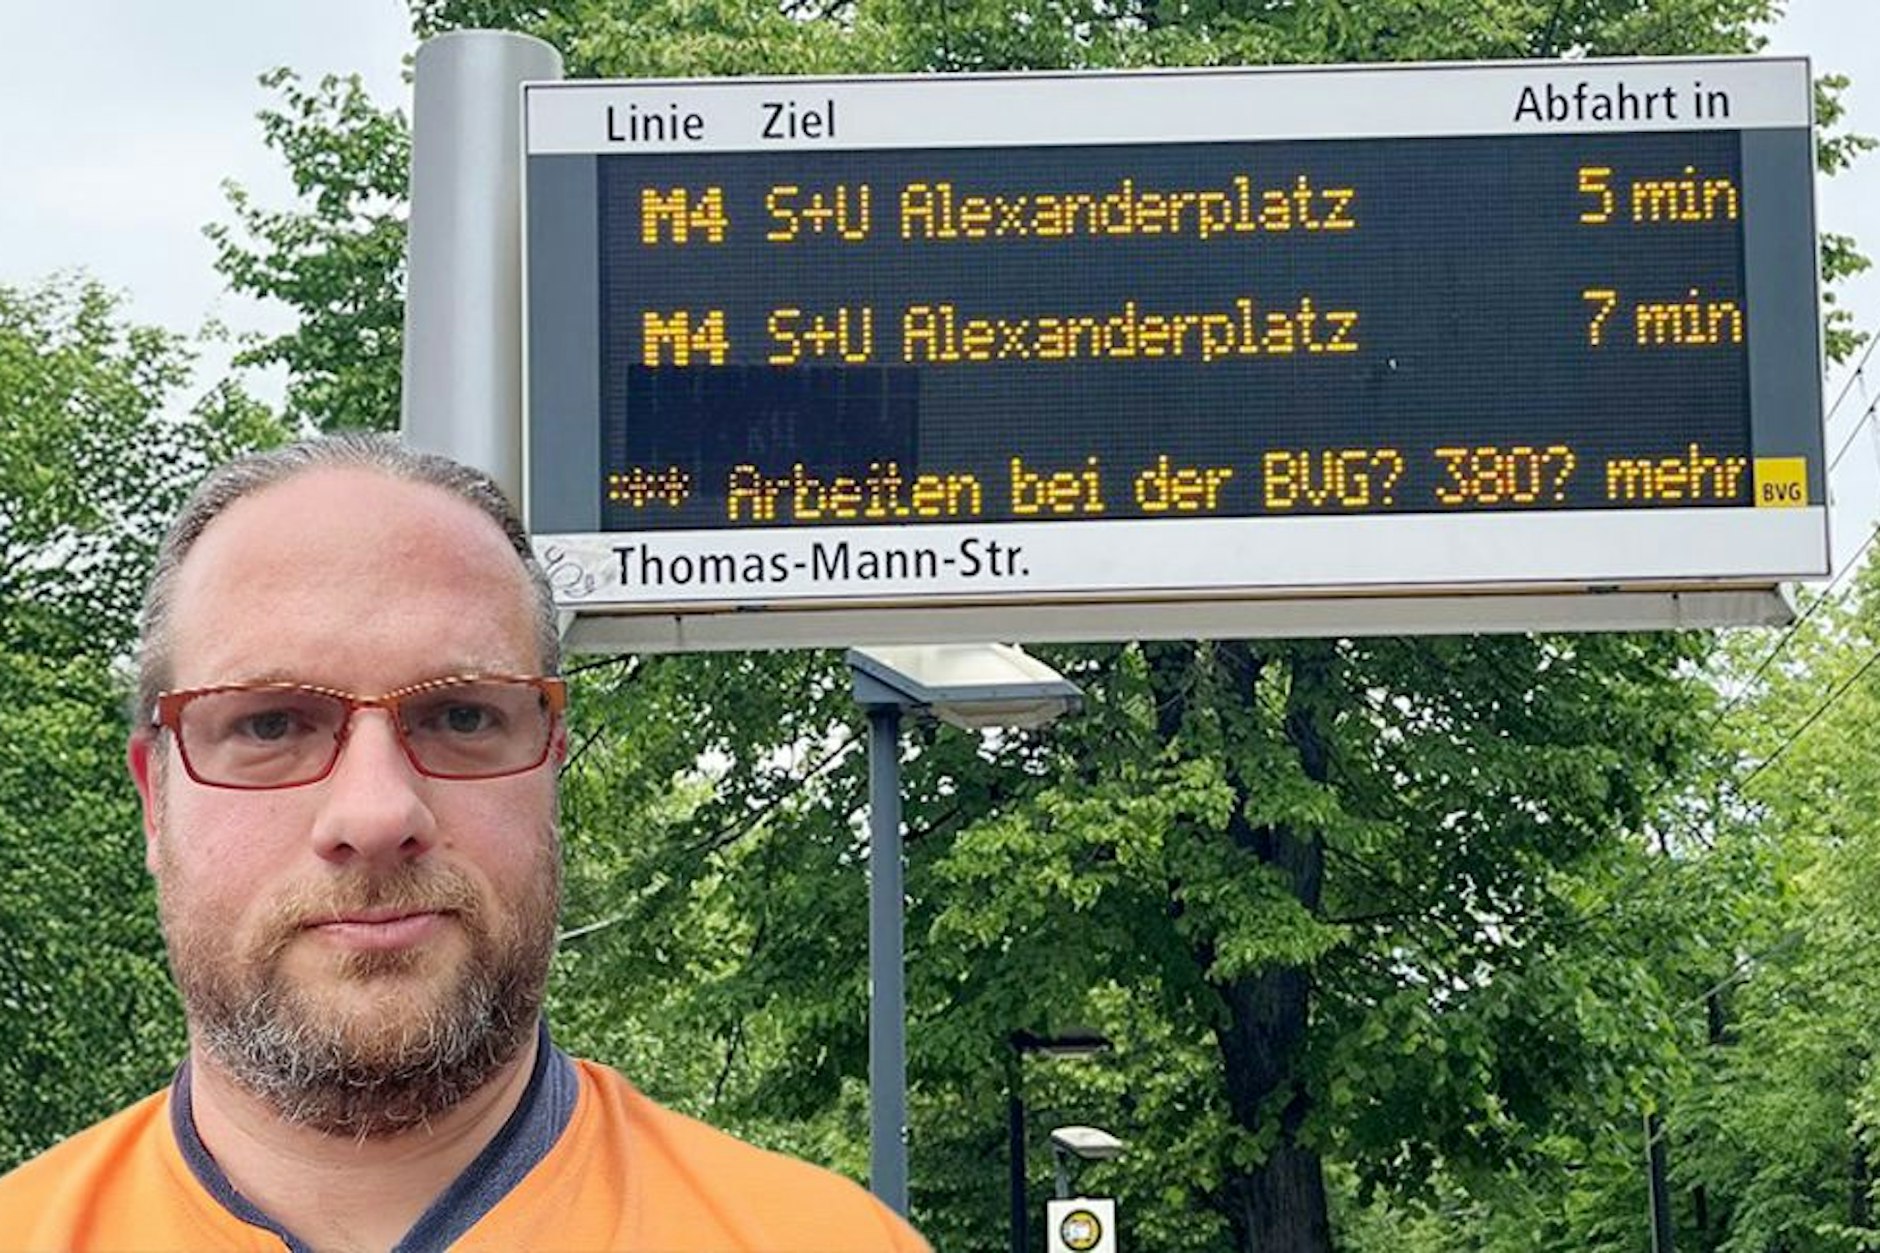 Linie Ziel Abfahrt in
M4 S+U Alexanderplatz 5 min
M4 S+U Alexanderplatz 7 min
*** Arbeiten bei der BVG? 380? mehr
BVG
Thomas-Mann-Str.